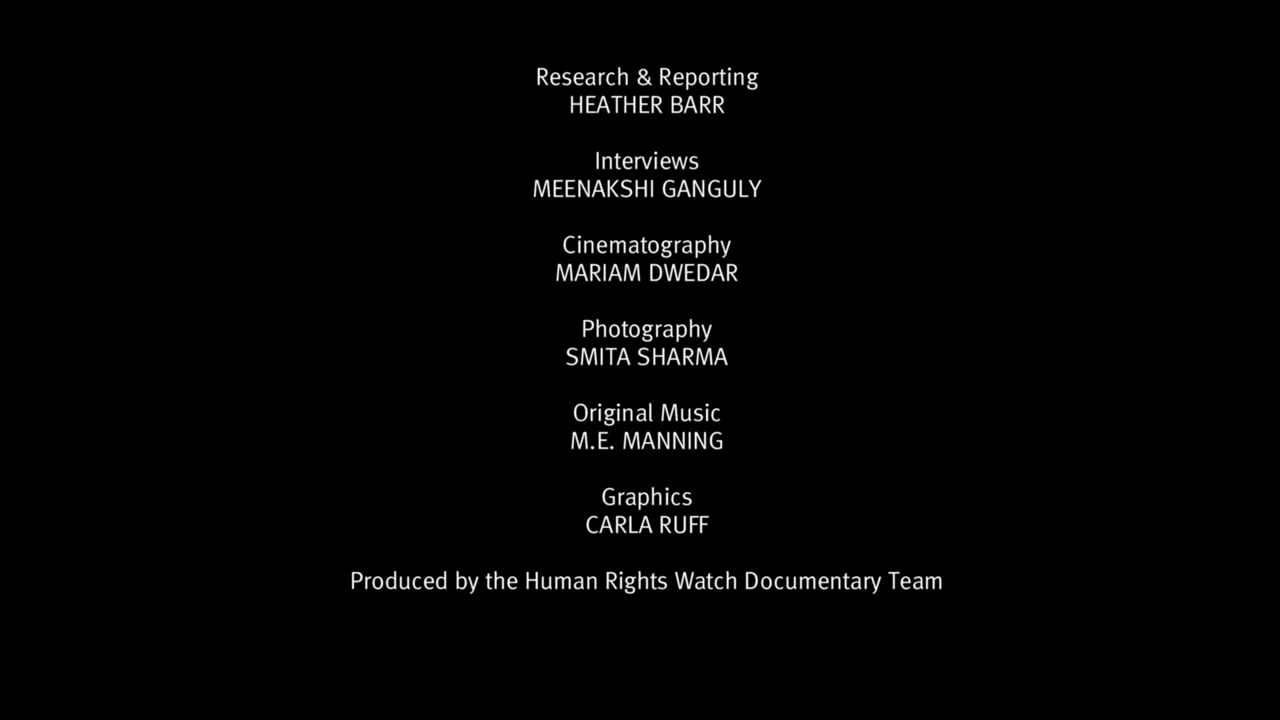 Research & Reporting
HEATHER BARR
Interviews
MEENAKSHI GANGULY
Cinematography
MARIAM DWEDAR
Photography
SMITA SHARMA
Original Music
M.E. MANNING
Graphics
CARLA RUFF
Produced by the Human Rights Watch Documentary Team